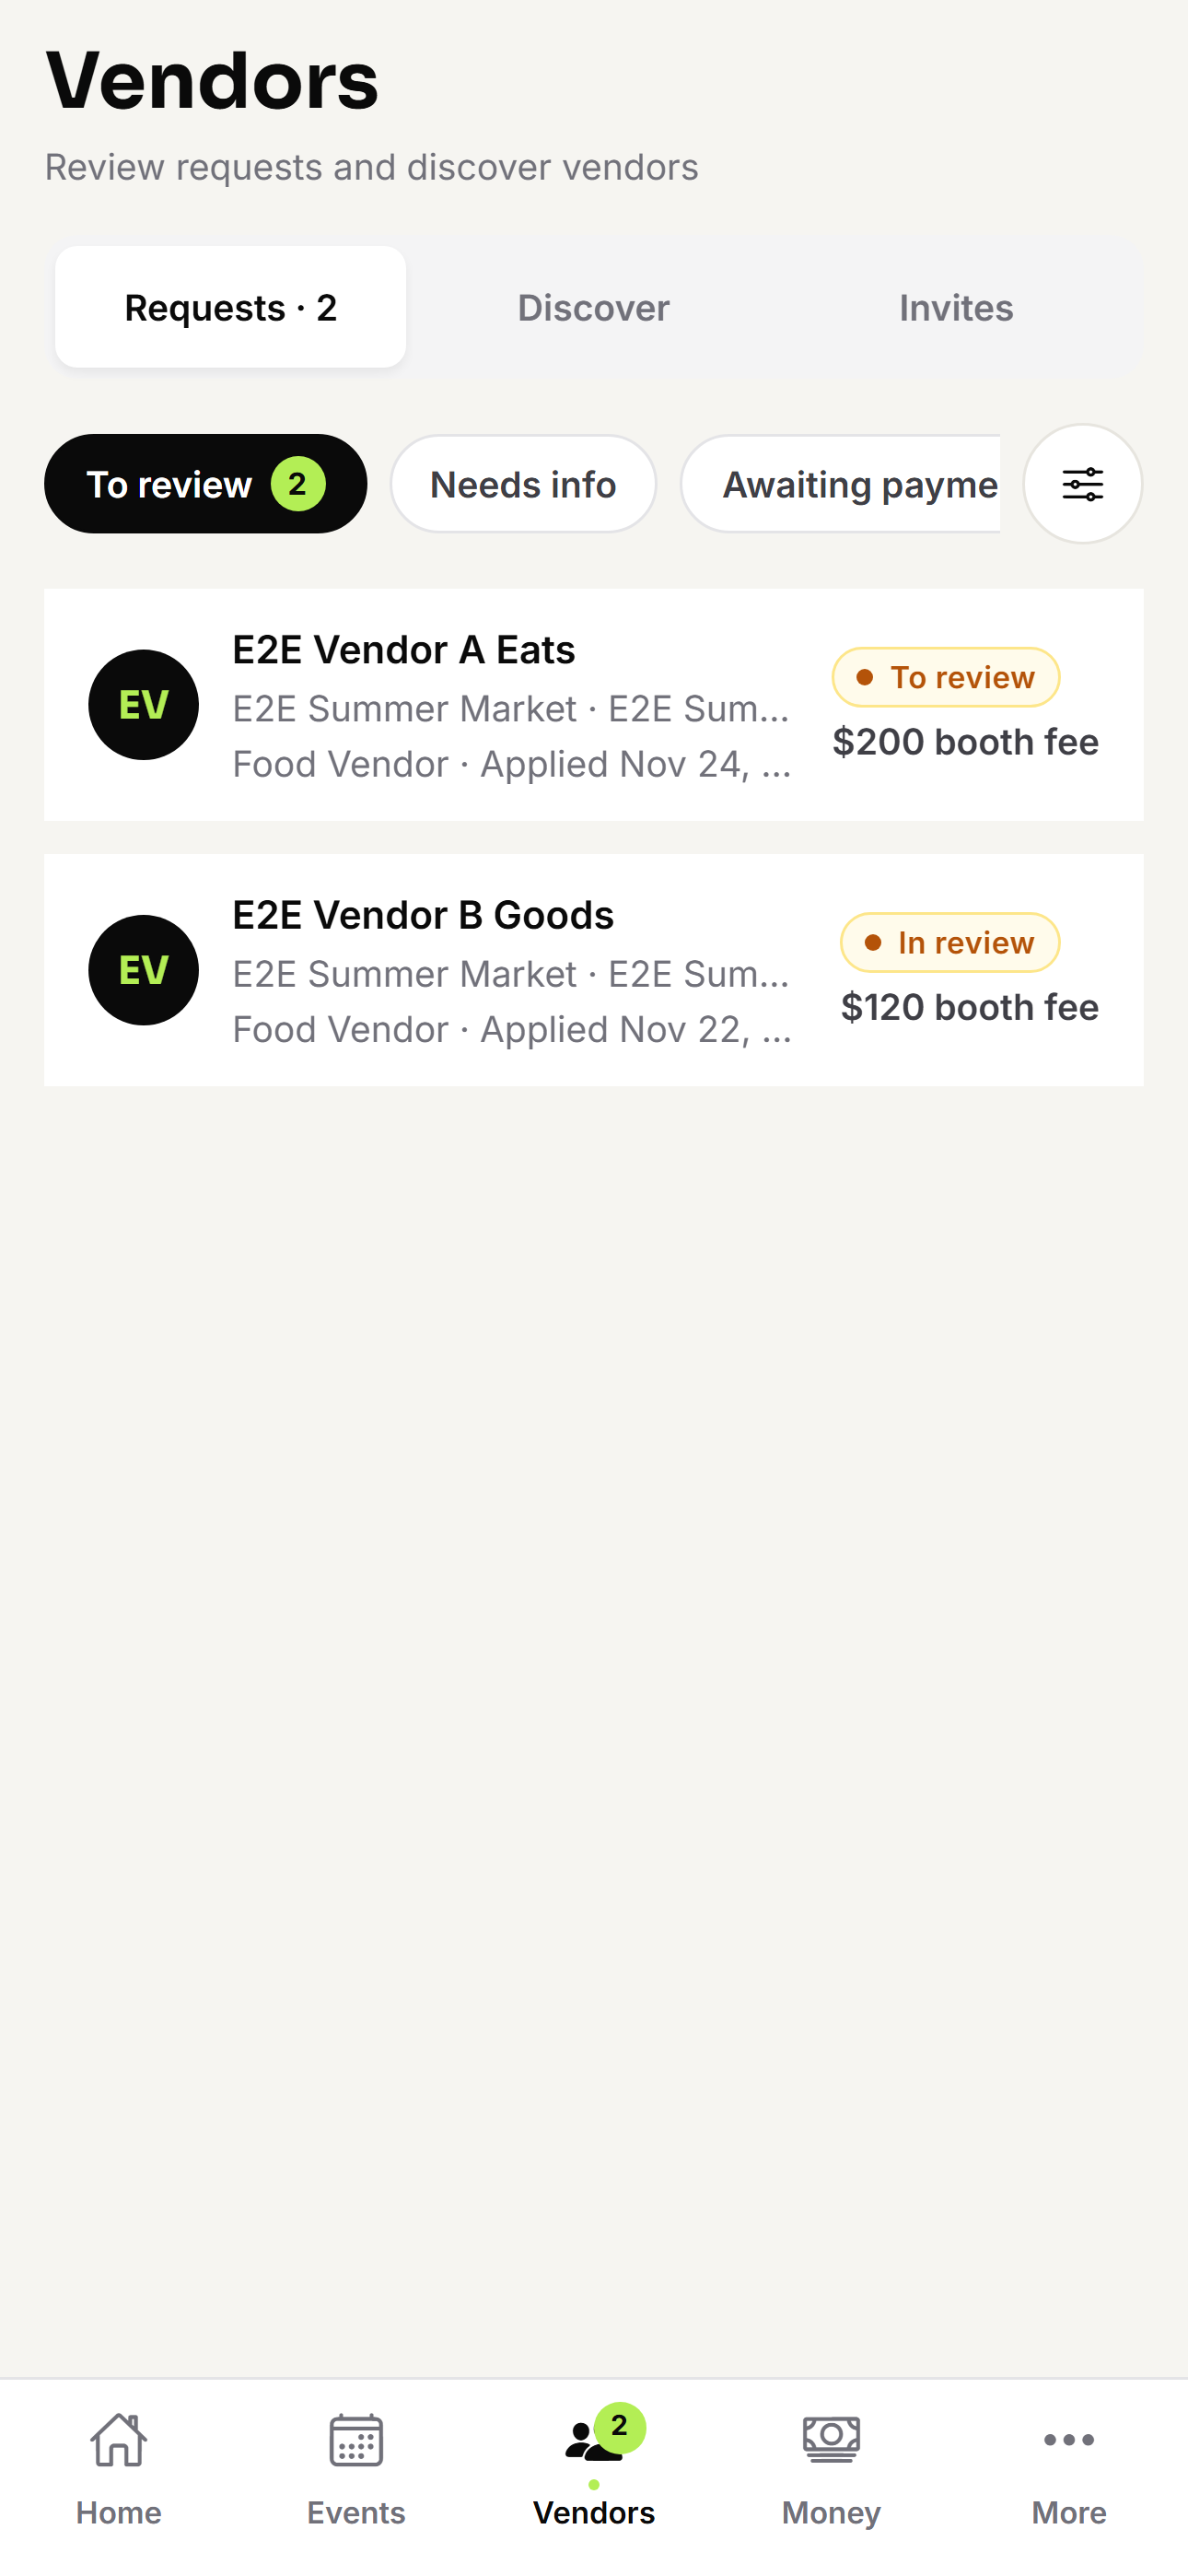 Vendors
Review requests and discover vendors
Requests · 2
Discover
Invites
To review 2
Needs info
Awaiting payme
EV
E2E Vendor A Eats
E2E Summer Market · E2E Sum...
Food Vendor · Applied Nov 24, ...
To review
$200 booth fee
EV
E2E Vendor B Goods
E2E Summer Market · E2E Sum...
Food Vendor · Applied Nov 22, ...
In review
$120 booth fee
2
Home
Events
Vendors
Money
More